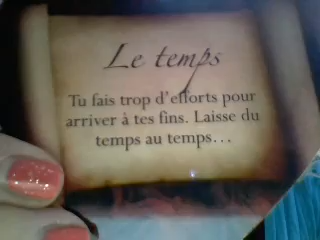 Le temps
Tu fais trop d'efforts pour
arriver à tes fins. Laisse du
temps au temps...